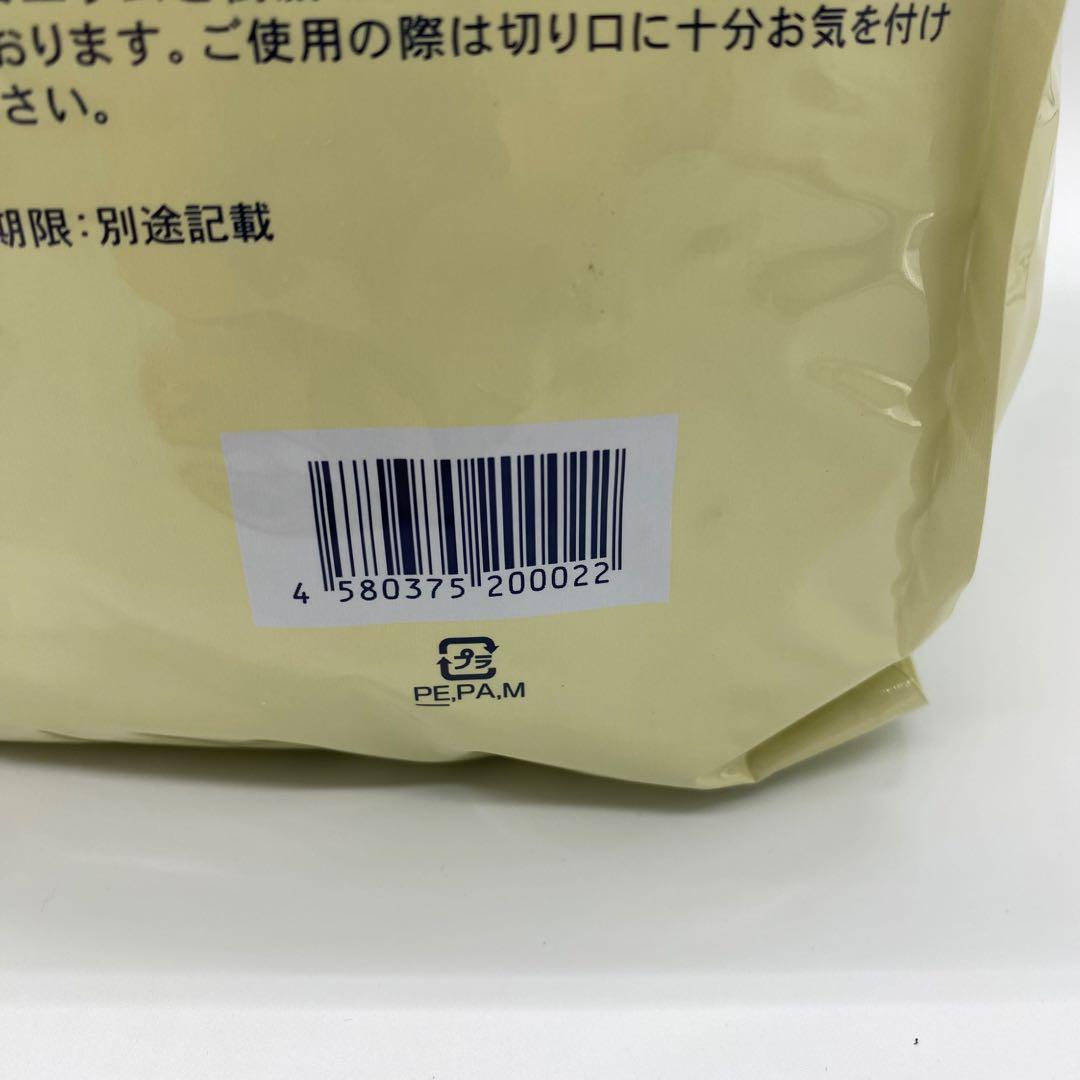 おります。ご使用の際は切り口に十分お気を付け
さい。
期限：別途記載
4 580375 200022
プラ
PE,PA,M